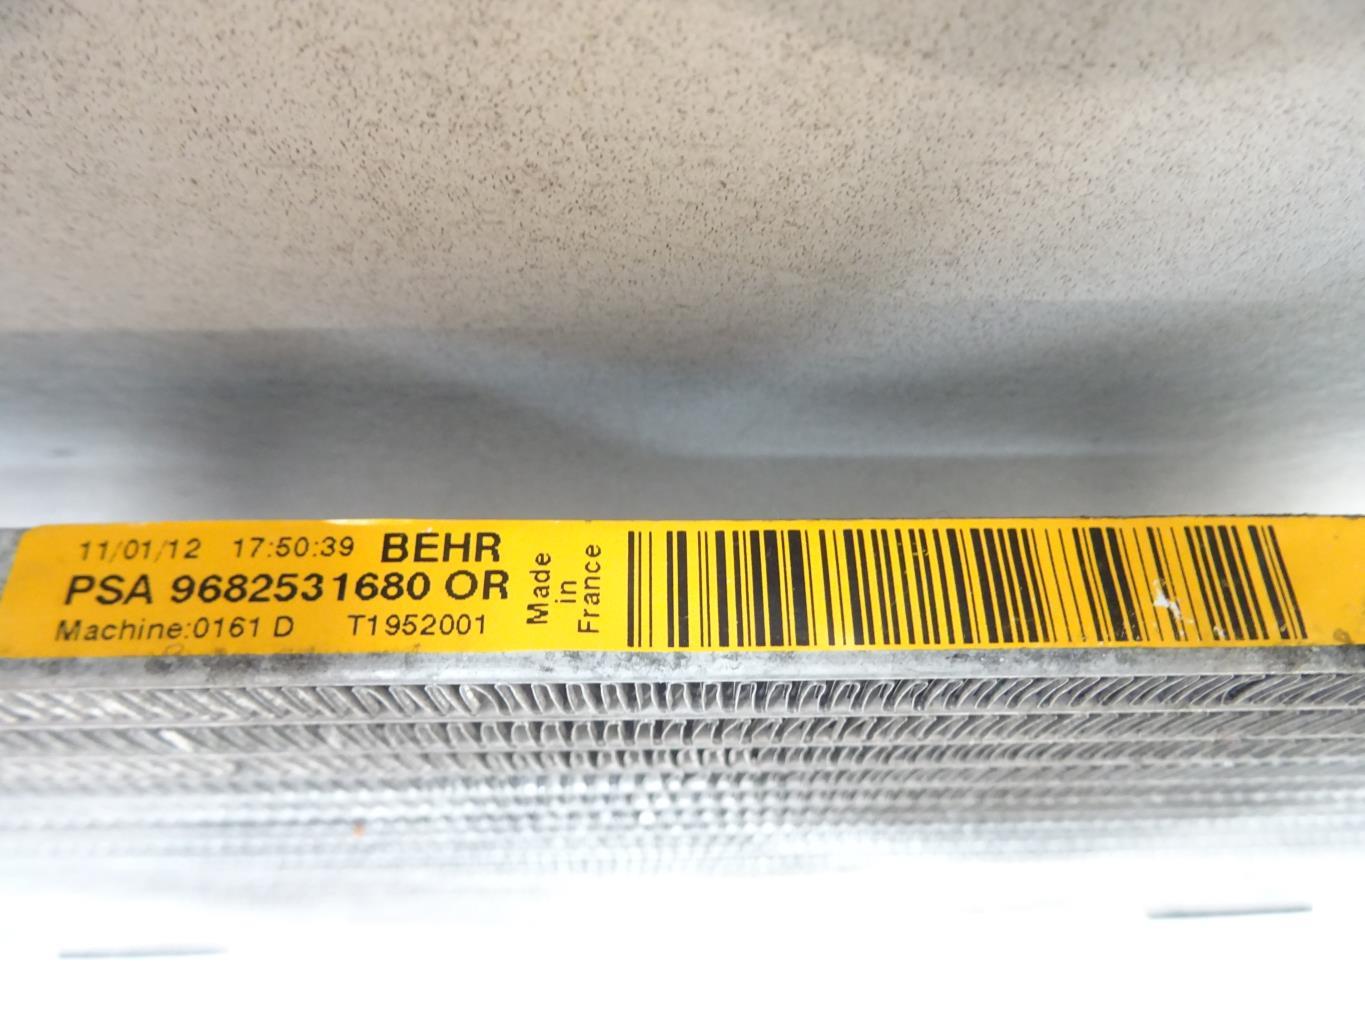 11/01/12 17:50:39 BEHR
PSA 9682531680 OR
Machine:0161 D T1952001
Made
in
France